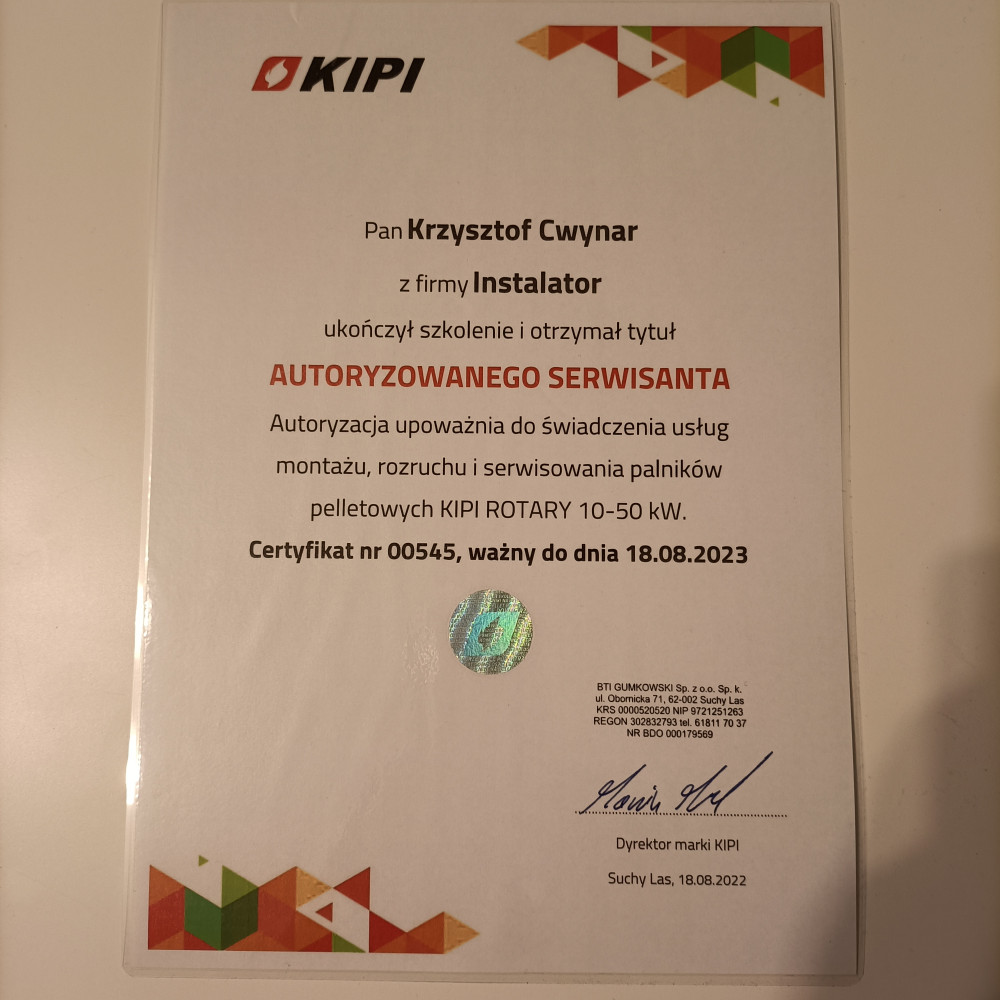 KIPI
Pan Krzysztof Cwynar
z firmy Instalator
ukończył szkolenie i otrzymał tytuł
AUTORYZOWANEGO SERWISANTA
Autoryzacja upoważnia do świadczenia usług
montażu, rozruchu i serwisowania palników
pelletowych KIPI ROTARY 10-50 kW.
Certyfikat nr 00545, ważny do dnia 18.08.2023
BTI GUMKOWSKI Sp. z o.o. Sp. k.
ul. Obornicka 71, 62-002 Suchy Las
KRS 0000520520 NIP 9721251263
REGON 302832793 tel. 61811 70 37
NR BDO 000179569
Dyrektor marki KIPI
Suchy Las, 18.08.2022